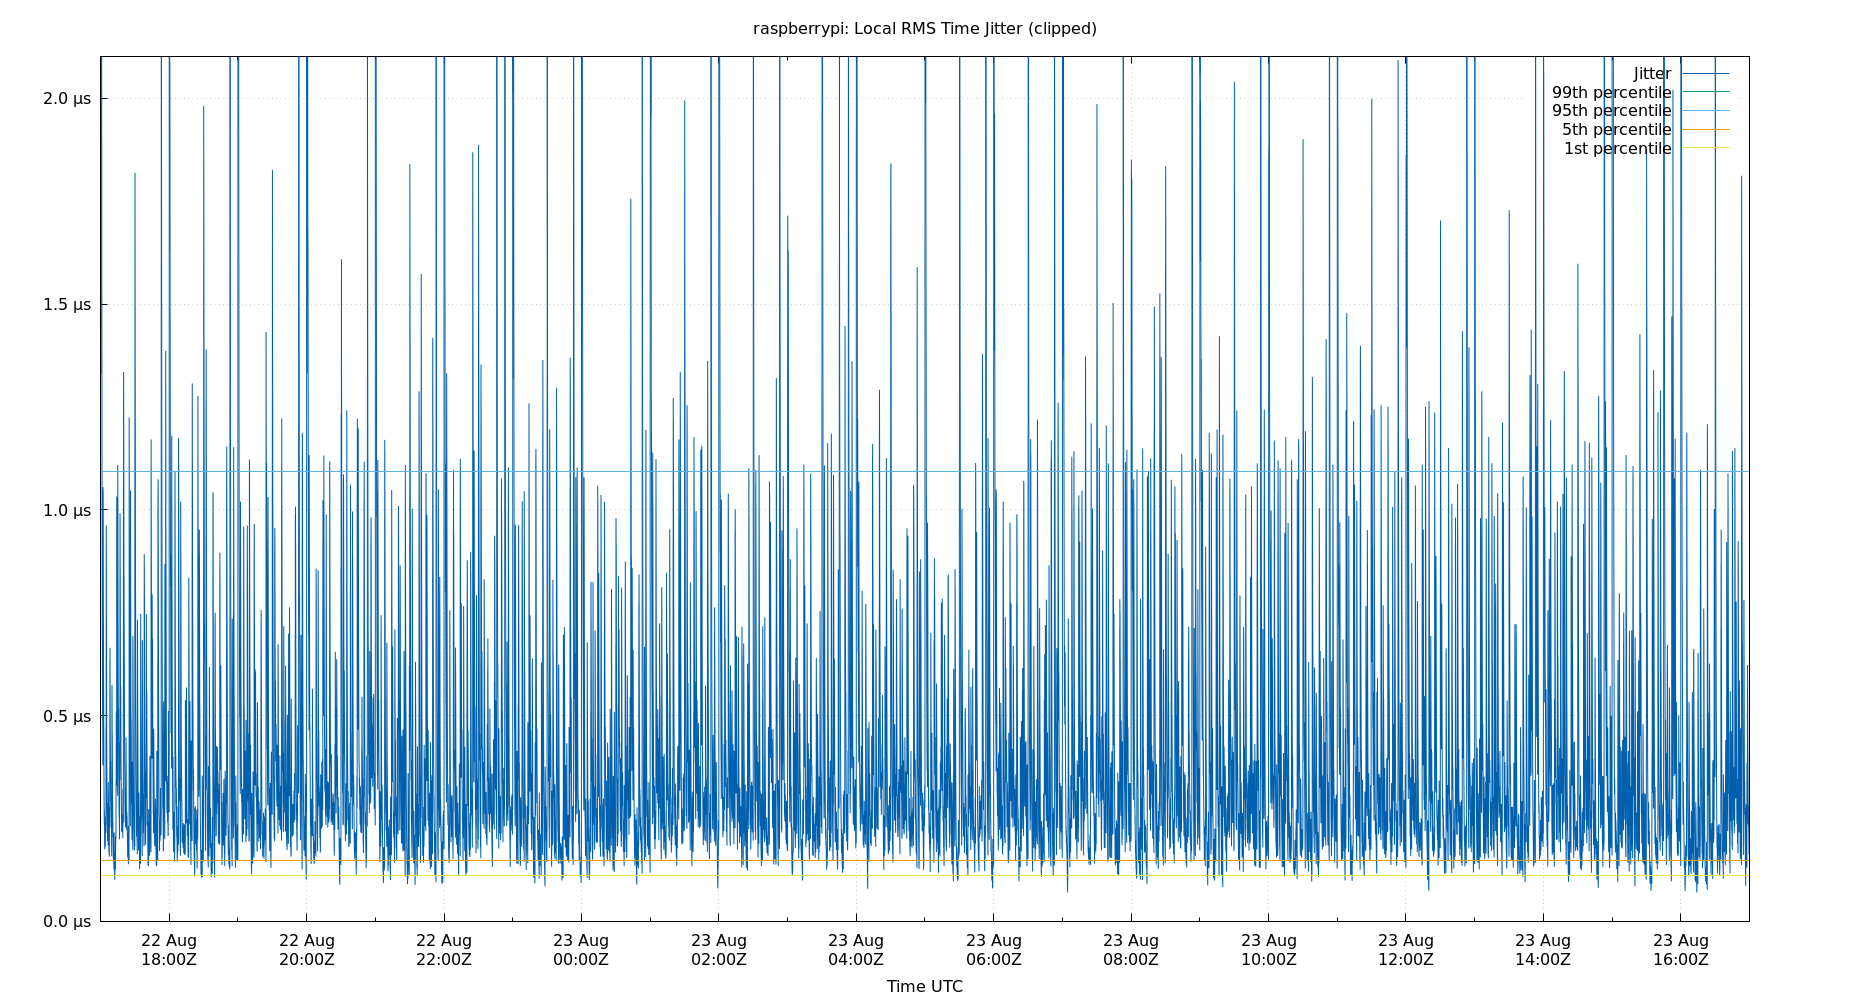 raspberrypi: Local RMS Time Jitter (clipped)
Jitter
99th percentile
95th percentile
5th percentile
1st percentile
2.0 µs
1.5 µs
1.0 µs
0.5 µs
0.0 µs
22 Aug 22 Aug 22 Aug 23 Aug 23 Aug 23 Aug 23 Aug 23 Aug 23 Aug 23 Aug 23 Aug 23 Aug
18:00Z 20:00Z 22:00Z 00:00Z 02:00Z 04:00Z 06:00Z 08:00Z 10:00Z 12:00Z 14:00Z 16:00Z
Time UTC